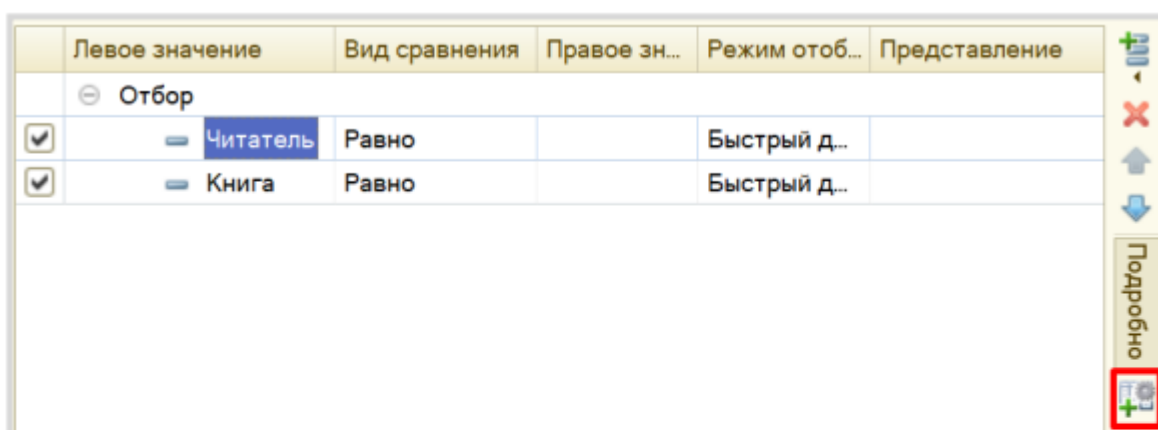 Левое значение Вид сравнения Правое зн... Режим отоб... Представление
Отбор
Читатель Равно Быстрый д...
Книга Равно Быстрый д...
Подробно